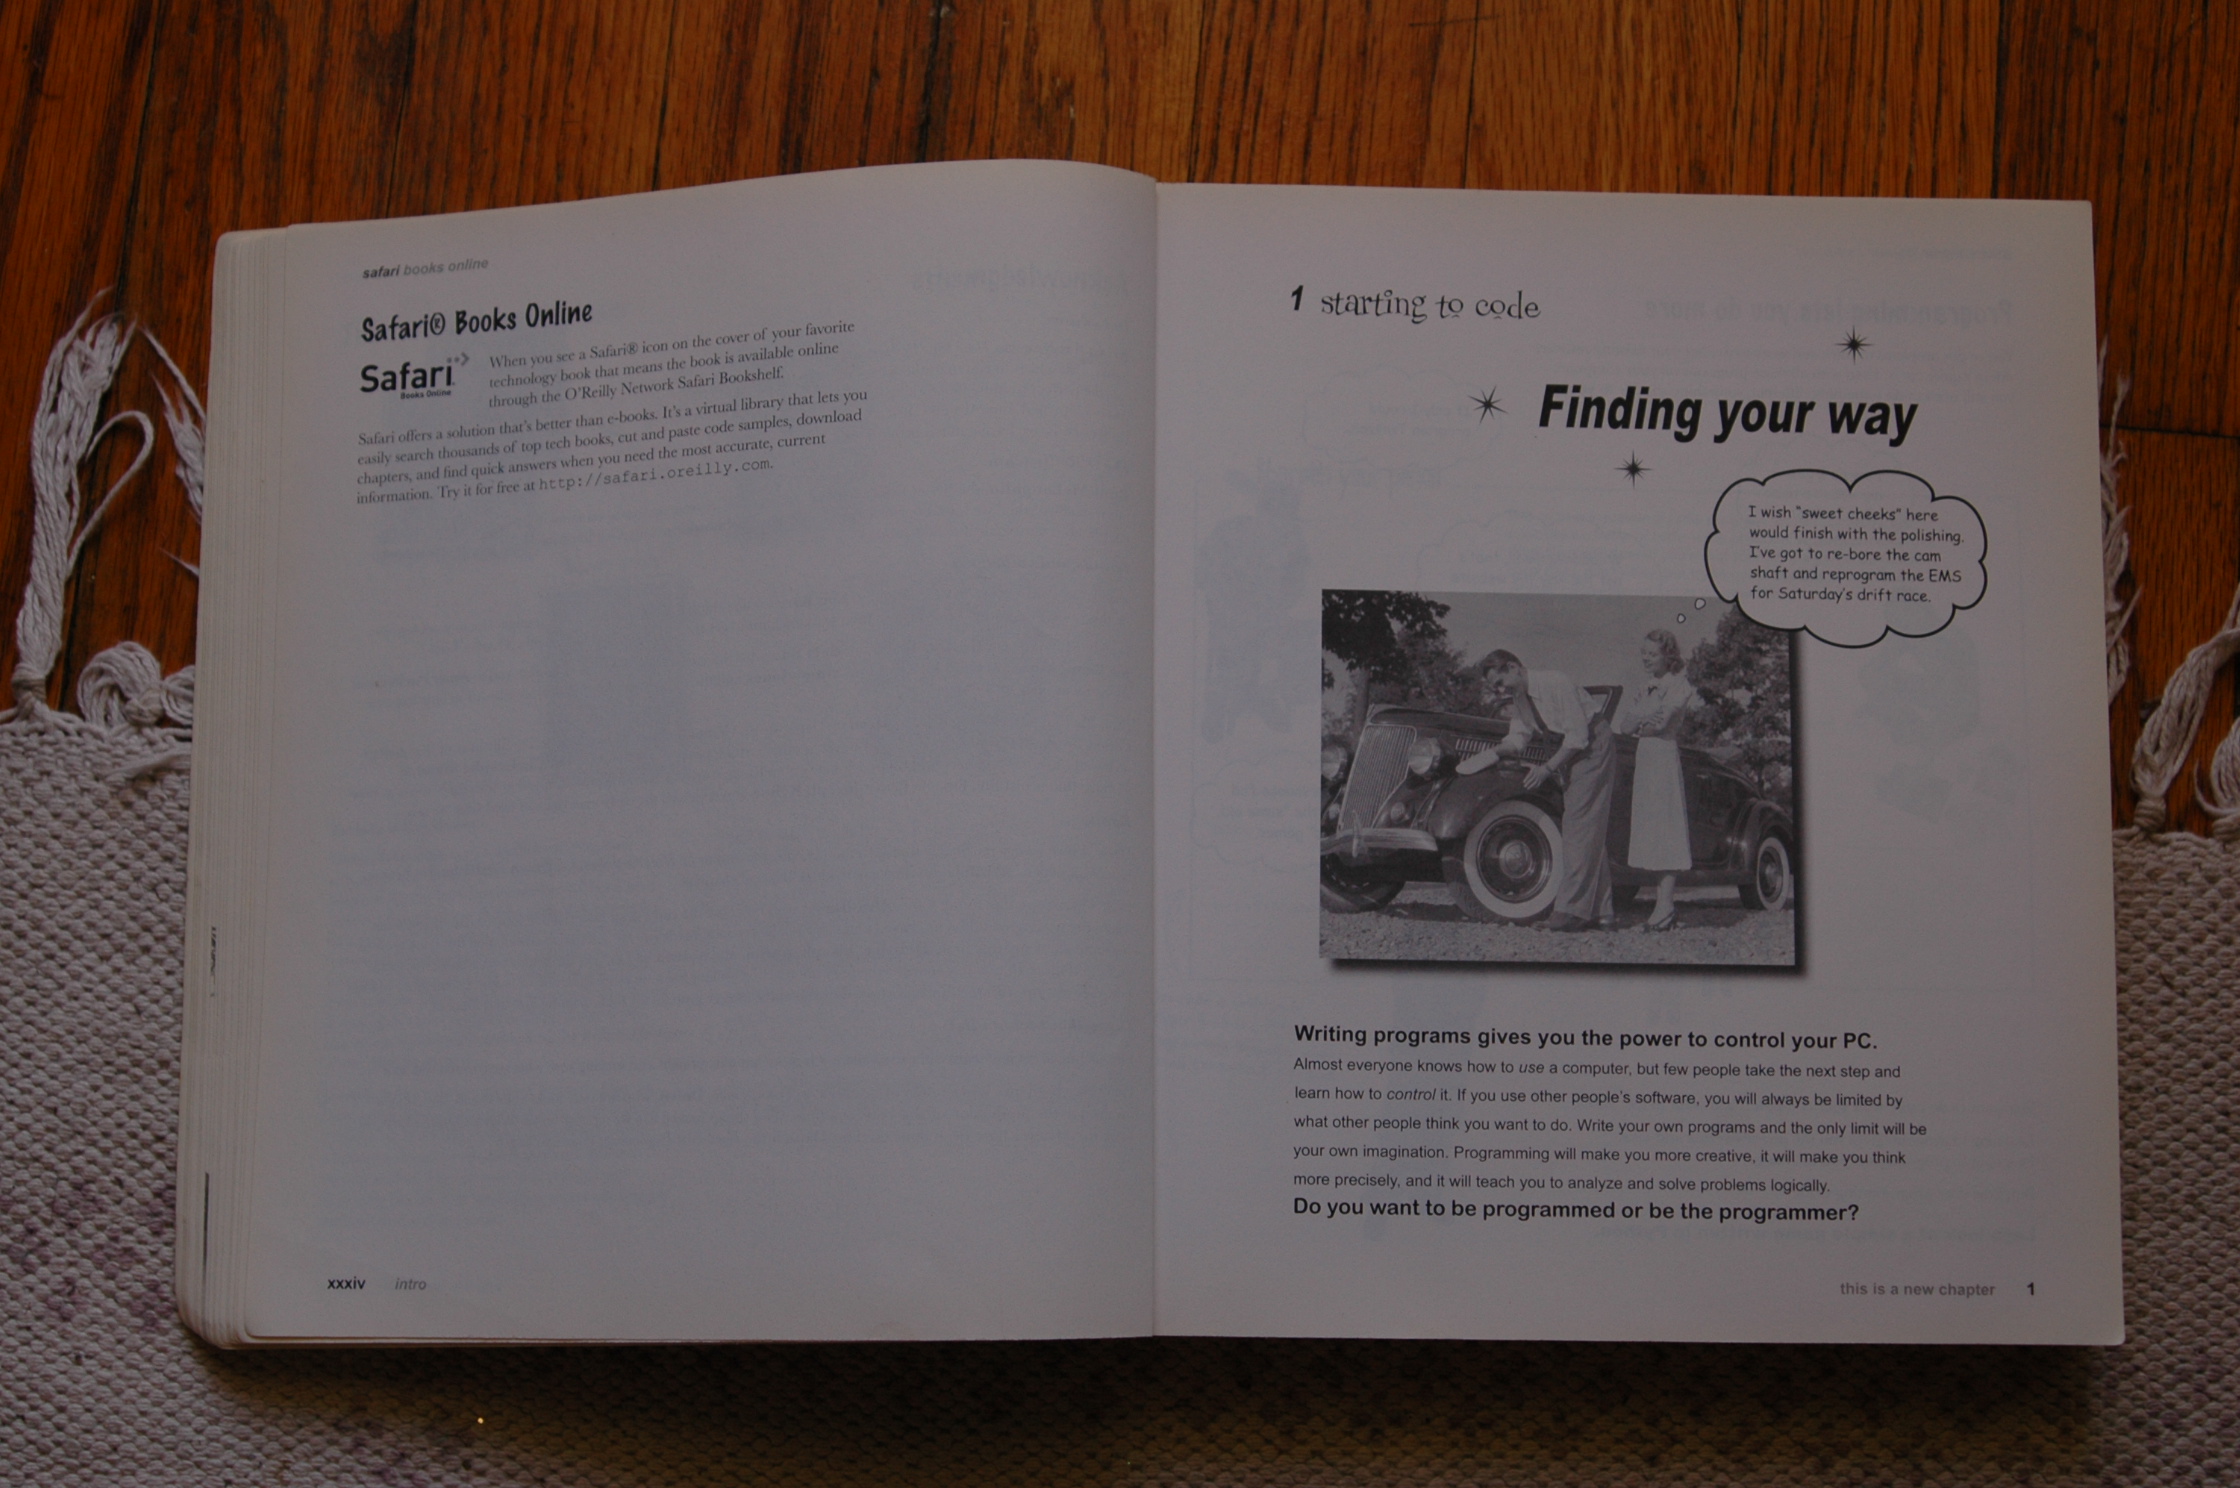 safari books online
Safari® Books Online
Safari
Books Online
When you see a Safari® icon on the cover of your favorite
technology book that means the book is available online
through the O'Reilly Network Safari Bookshelf.
Safari offers a solution that's better than e-books. It's a virtual library that lets you
easily search thousands of top tech books, cut and paste code samples, download
chapters, and find quick answers when you need the most accurate, current
information. Try it for free at http://safari.oreilly.com.
xxxiv intro
1 starting to code
Finding your way
I wish "sweet cheeks" here
would finish with the polishing.
I've got to re-bore the cam
shaft and reprogram the EMS
for Saturday's drift race.
Writing programs gives you the power to control your PC.
Almost everyone knows how to use a computer, but few people take the next step and
learn how to control it. If you use other people's software, you will always be limited by
what other people think you want to do. Write your own programs and the only limit will be
your own imagination. Programming will make you more creative, it will make you think
more precisely, and it will teach you to analyze and solve problems logically.
Do you want to be programmed or be the programmer?
this is a new chapter 1